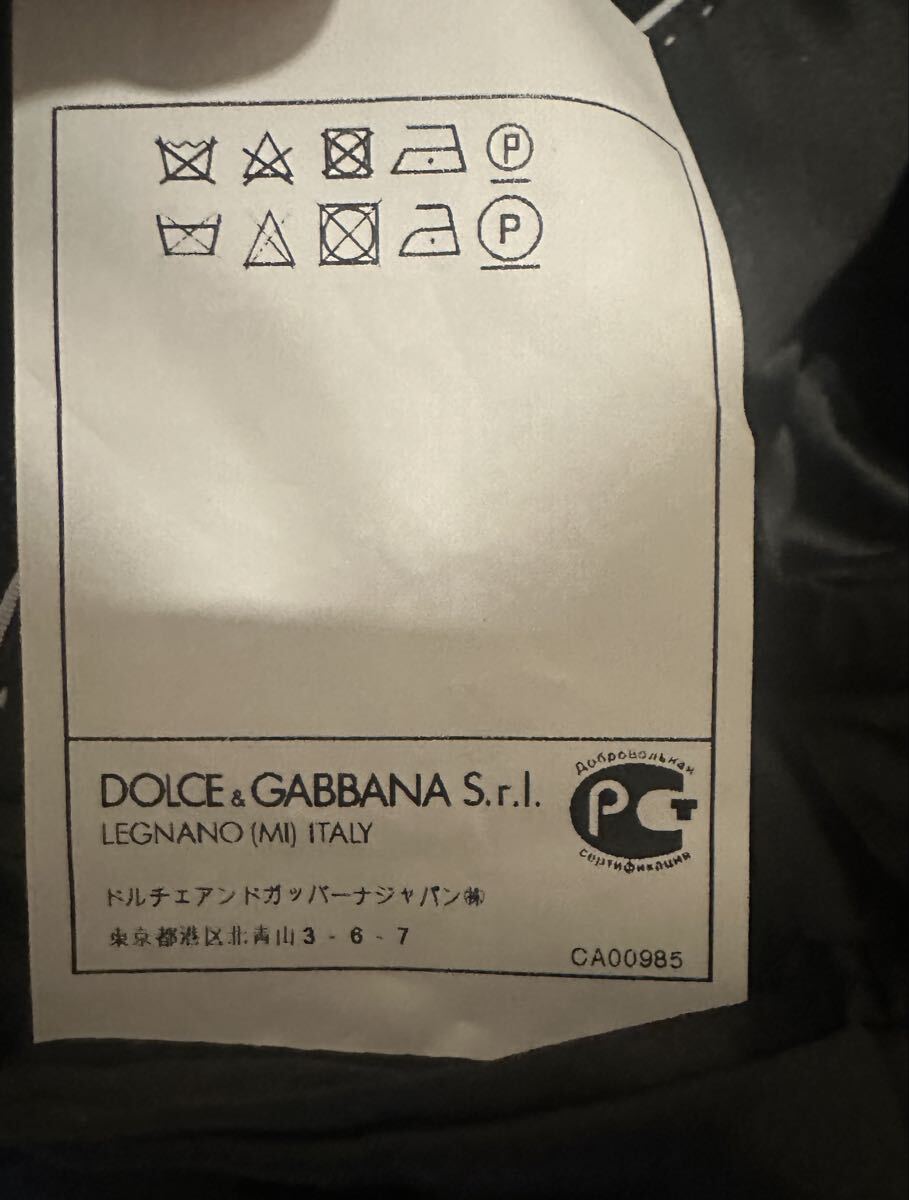 P
P
DOLCE & GABBANA S.r.l.
LEGNANO (MI) ITALY
Добровольная
РСТ
сертификация
ドルチェアンドガッバーナジャパン㈱
東京都港区北青山3-6-7
CA00985